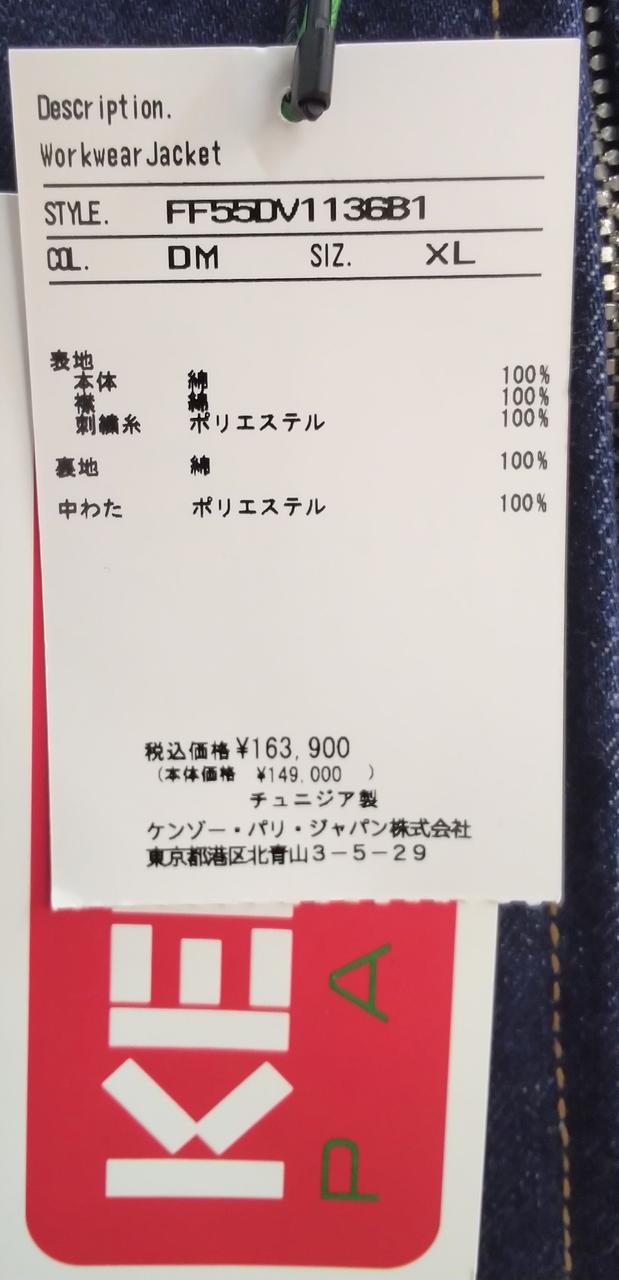 Description.
Workwear Jacket
STYLE. FF55DV1136B1
COL. DM SIZ. XL
表地
本体 綿 100%
襟 綿 100%
刺繍糸 ポリエステル 100%
裏地 綿 100%
中わた ポリエステル 100%
税込価格 ¥163,900
(本体価格 ¥149,000 )
チュニジア製
ケンゾー・パリ・ジャパン株式会社
東京都港区北青山3-5-29
KE
PA